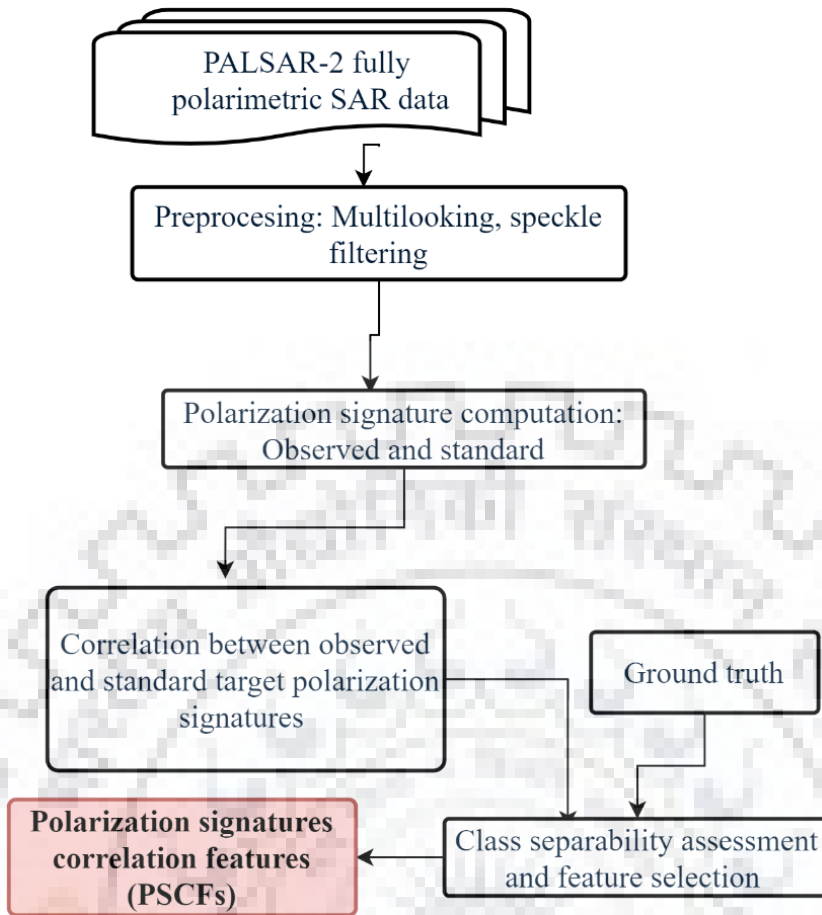 PALSAR-2 fully
polarimetric SAR data
Preprocesing: Multilooking, speckle
filtering
Polarization signature computation:
Observed and standard
Correlation between observed
and standard target polarization
signatures
Ground truth
Class separability assessment
and feature selection
Polarization signatures
correlation features
(PSCFs)